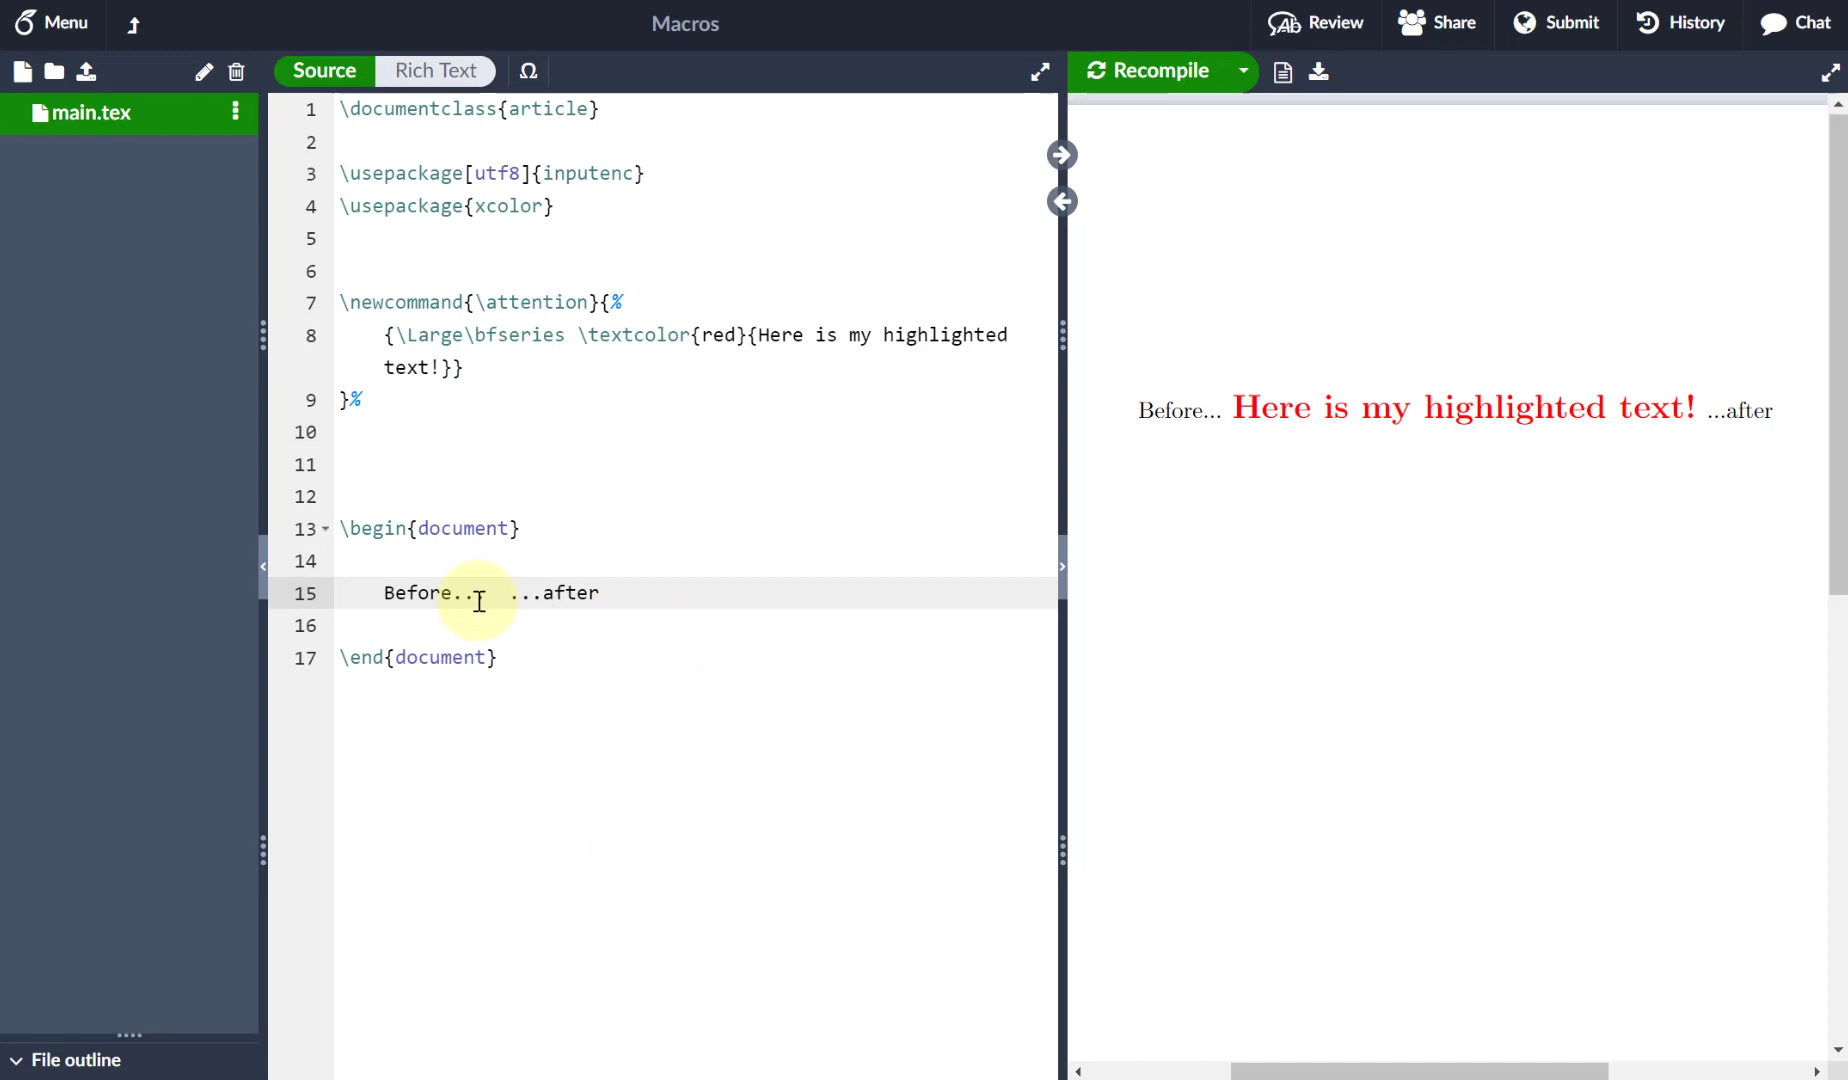 Menu
Macros
Review
Share
Submit
History
Chat
Source
Rich Text
Ω
Recompile
main.tex
1 \documentclass{article}
2
3 \usepackage[utf8]{inputenc}
4 \usepackage{xcolor}
5
6
7 \newcommand{\attention}{%
8 {\Large\bfseries \textcolor{red}{Here is my highlighted
text!}}
9 }%
10
11
12
13 \begin{document}
14
15 Before... ...after
16
17 \end{document}
Before... Here is my highlighted text! ...after
File outline